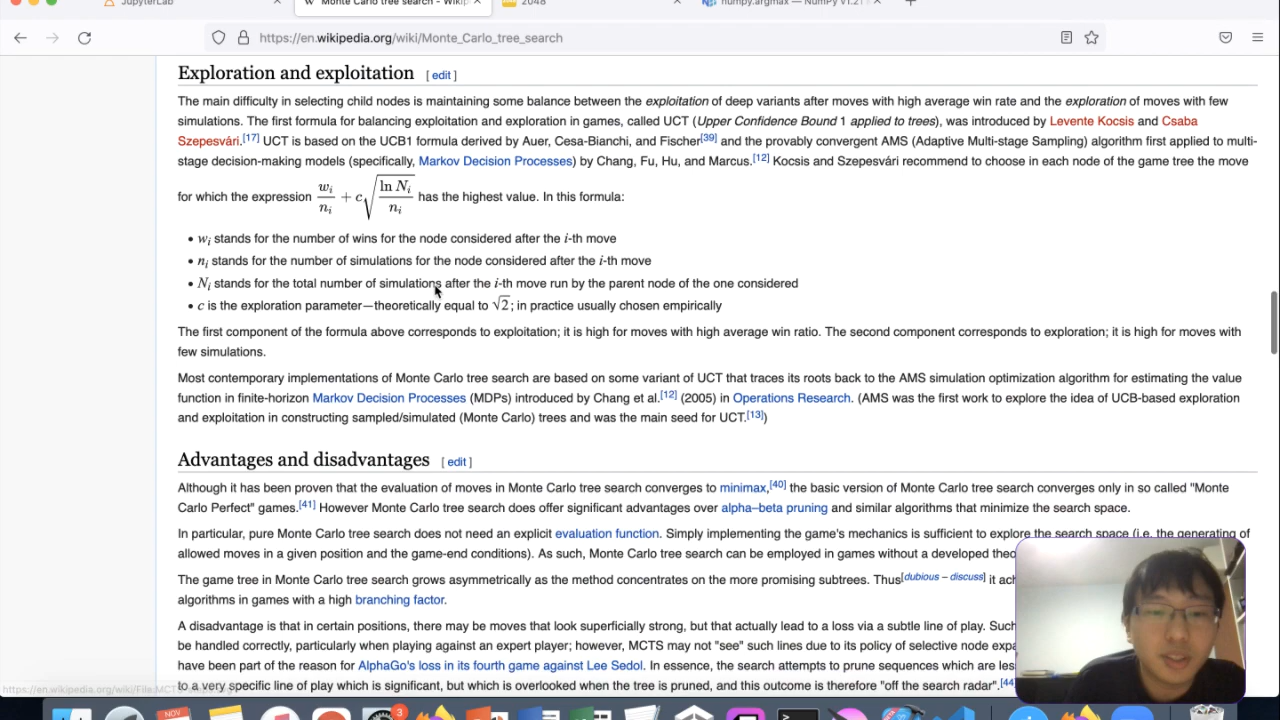 JupyterLab
Monte Carlo tree search - Wikip
2048
numpy.argmax — NumPy v1.21
https://en.wikipedia.org/wiki/Monte_Carlo_tree_search
Exploration and exploitation [ edit ]
The main difficulty in selecting child nodes is maintaining some balance between the exploitation of deep variants after moves with high average win rate and the exploration of moves with few
simulations. The first formula for balancing exploitation and exploration in games, called UCT (Upper Confidence Bound 1 applied to trees), was introduced by Levente Kocsis and Csaba
Szepesvári.[17] UCT is based on the UCB1 formula derived by Auer, Cesa-Bianchi, and Fischer[39] and the provably convergent AMS (Adaptive Multi-stage Sampling) algorithm first applied to multi-
stage decision-making models (specifically, Markov Decision Processes) by Chang, Fu, Hu, and Marcus.[12] Kocsis and Szepesvári recommend to choose in each node of the game tree the move
for which the expression w_i/n_i + c√(ln N_i/n_i) has the highest value. In this formula:
• w_i stands for the number of wins for the node considered after the i-th move
• n_i stands for the number of simulations for the node considered after the i-th move
• N_i stands for the total number of simulations after the i-th move run by the parent node of the one considered
• c is the exploration parameter—theoretically equal to √2; in practice usually chosen empirically
The first component of the formula above corresponds to exploitation; it is high for moves with high average win ratio. The second component corresponds to exploration; it is high for moves with
few simulations.
Most contemporary implementations of Monte Carlo tree search are based on some variant of UCT that traces its roots back to the AMS simulation optimization algorithm for estimating the value
function in finite-horizon Markov Decision Processes (MDPs) introduced by Chang et al.[12] (2005) in Operations Research. (AMS was the first work to explore the idea of UCB-based exploration
and exploitation in constructing sampled/simulated (Monte Carlo) trees and was the main seed for UCT.[13])
Advantages and disadvantages [ edit ]
Although it has been proven that the evaluation of moves in Monte Carlo tree search converges to minimax,[40] the basic version of Monte Carlo tree search converges only in so called "Monte
Carlo Perfect" games.[41] However Monte Carlo tree search does offer significant advantages over alpha–beta pruning and similar algorithms that minimize the search space.
In particular, pure Monte Carlo tree search does not need an explicit evaluation function. Simply implementing the game's mechanics is sufficient to explore the search space (i.e. the generating of
allowed moves in a given position and the game-end conditions). As such, Monte Carlo tree search can be employed in games without a developed theo
The game tree in Monte Carlo tree search grows asymmetrically as the method concentrates on the more promising subtrees. Thus[dubious – discuss] it ach
algorithms in games with a high branching factor.
A disadvantage is that in certain positions, there may be moves that look superficially strong, but that actually lead to a loss via a subtle line of play. Such
be handled correctly, particularly when playing against an expert player; however, MCTS may not "see" such lines due to its policy of selective node expa
have been part of the reason for AlphaGo's loss in its fourth game against Lee Sedol. In essence, the search attempts to prune sequences which are les
to a very specific line of play which is significant, but which is overlooked when the tree is pruned, and this outcome is therefore "off the search radar".[44]
NOV
3